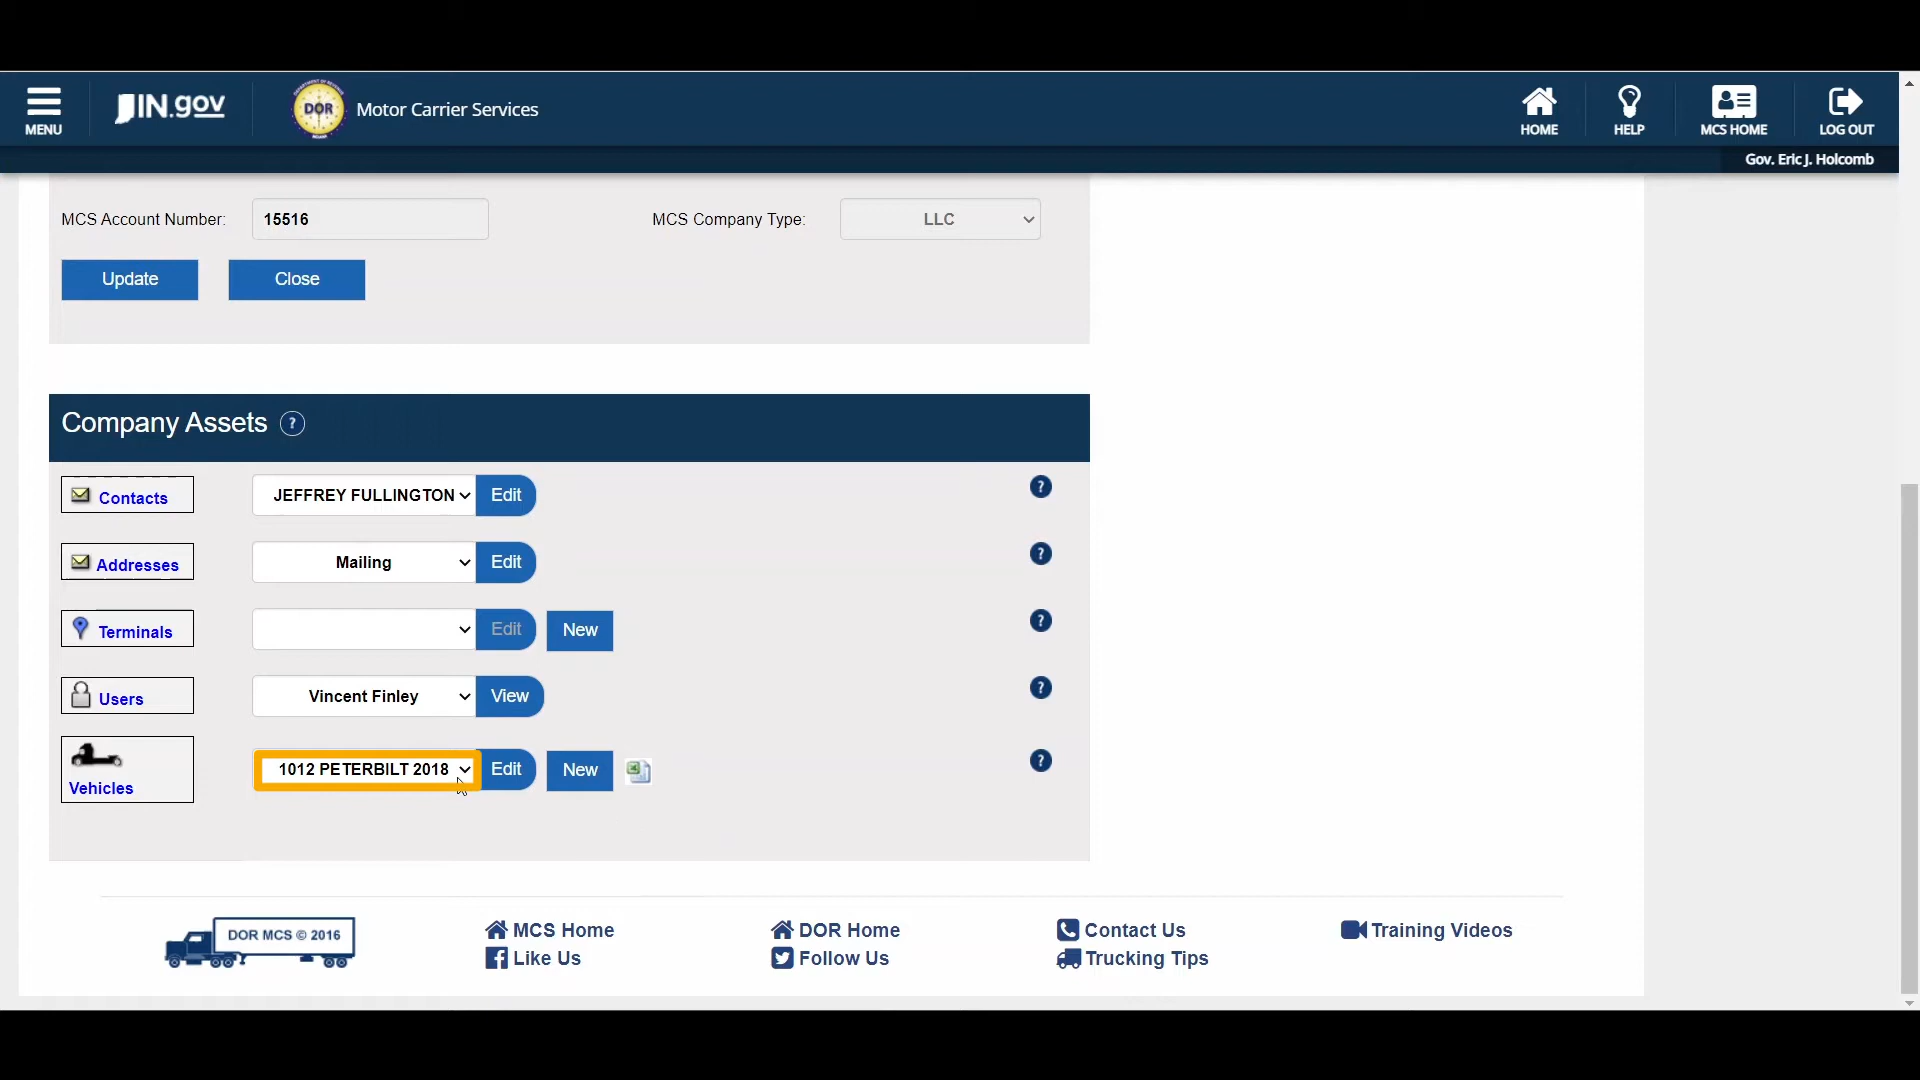 MENU
IN.gov
DOR
Motor Carrier Services
HOME
HELP
MCS HOME
LOG OUT
Gov. Eric J. Holcomb
MCS Account Number:
15516
MCS Company Type:
LLC
Update
Close
Company Assets ?
Contacts
JEFFREY FULLINGTON
Edit
?
Addresses
Mailing
Edit
?
Terminals
Edit
New
?
Users
Vincent Finley
View
?
Vehicles
1012 PETERBILT 2018
Edit
New
?
DOR MCS © 2016
MCS Home
Like Us
DOR Home
Follow Us
Contact Us
Trucking Tips
Training Videos